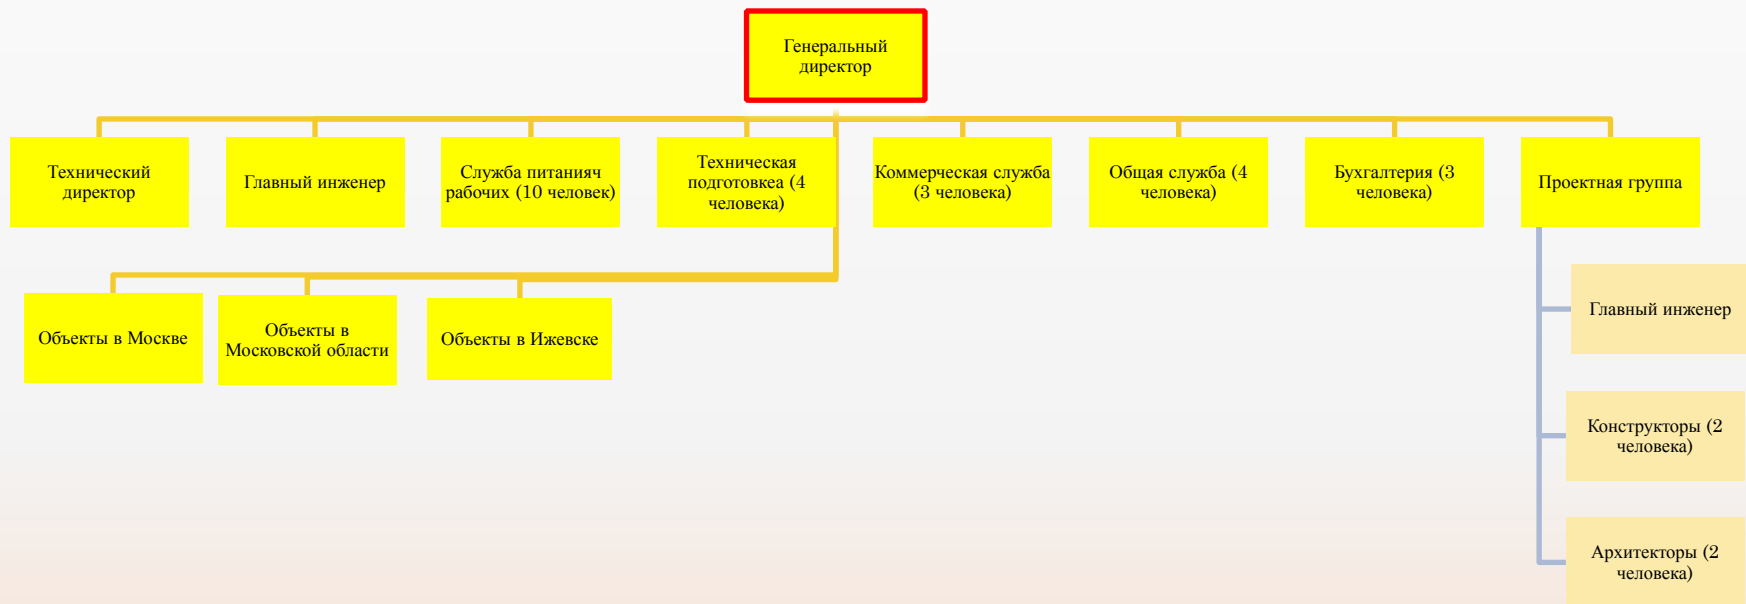 Генеральный
директор
Технический
директор
Главный инженер
Служба питанияч
рабочих (10 человек)
Техническая
подготовкеа (4
человека)
Коммерческая служба
(3 человека)
Общая служба (4
человека)
Бухгалтерия (3
человека)
Проектная группа
Объекты в Москве
Объекты в
Московской области
Объекты в Ижевске
Главный инженер
Конструкторы (2
человека)
Архитекторы (2
человека)